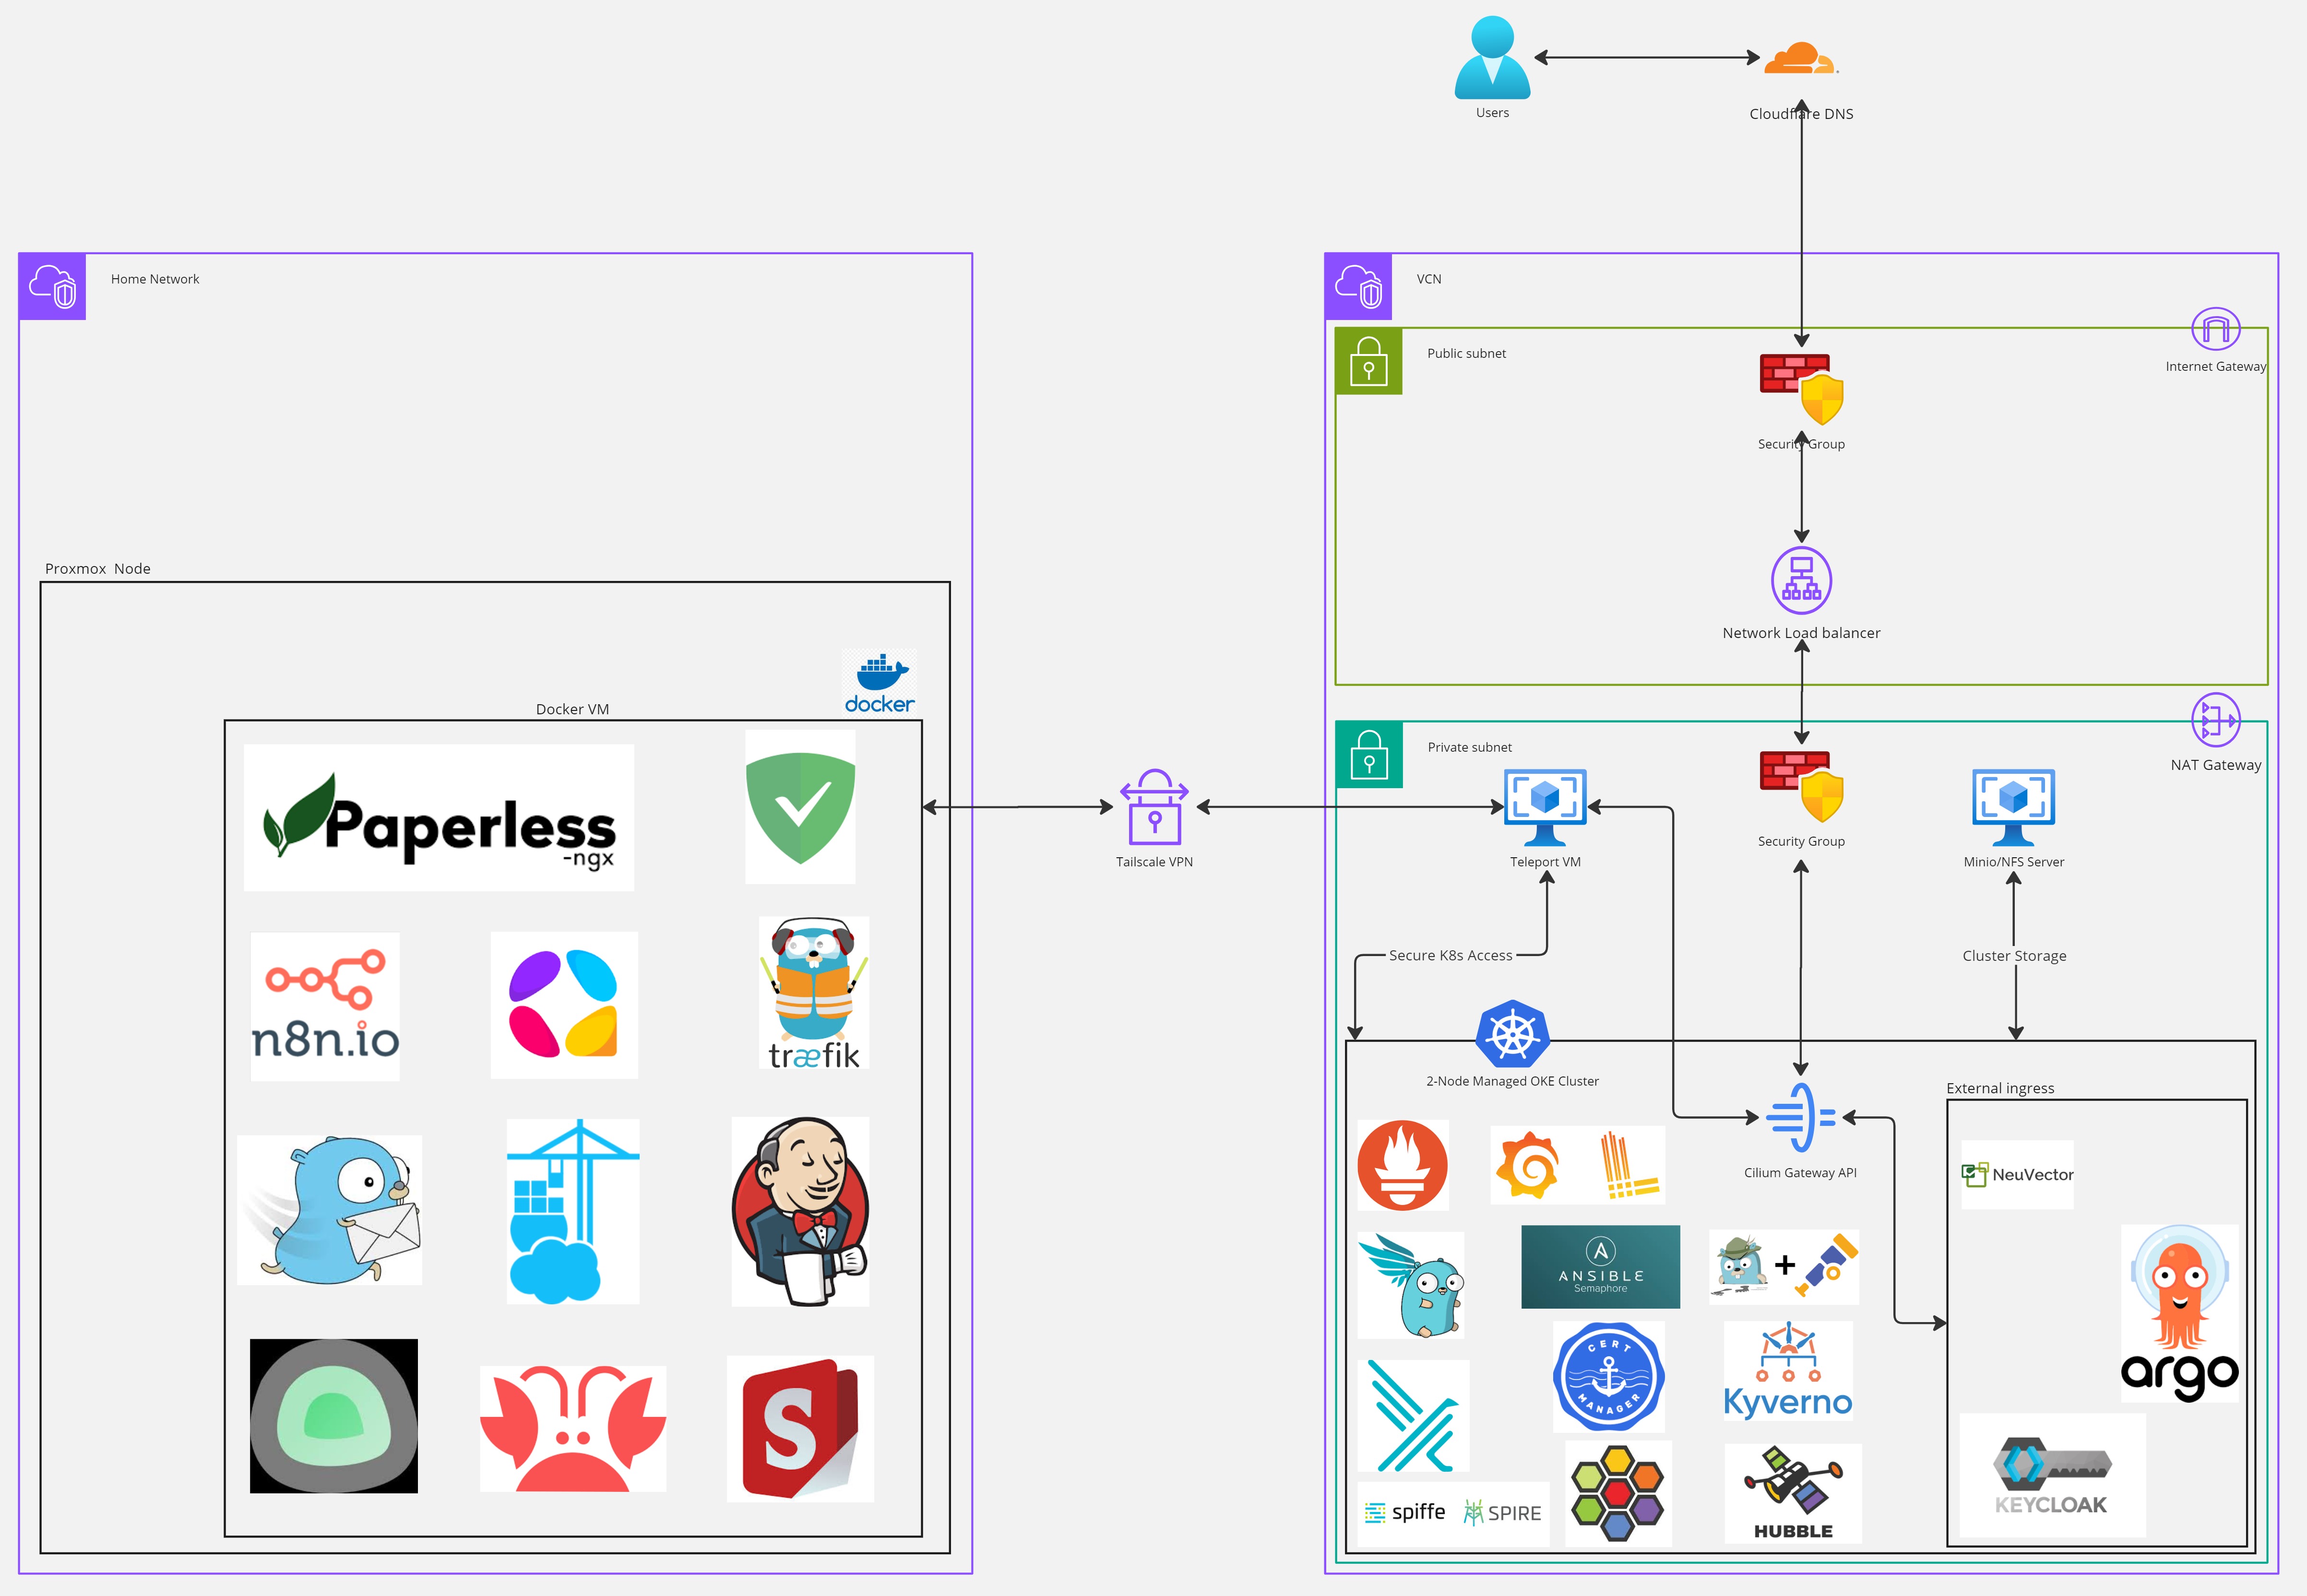 Users
Cloudflare DNS
Home Network
VCN
Public subnet
Internet Gateway
Security Group
Proxmox Node
Network Load balancer
docker
Docker VM
Private subnet
NAT Gateway
Paperless
-ngx
Tailscale VPN
Teleport VM
Security Group
Minio/NFS Server
n8n.io
træfik
Secure K8s Access
Cluster Storage
2-Node Managed OKE Cluster
External ingress
Cilium Gateway API
NeuVector
ANSIBLE
Semaphore
+
CERT
MANAGER
Kyverno
argo
S
spiffe
SPIRE
HUBBLE
KEYCLOAK